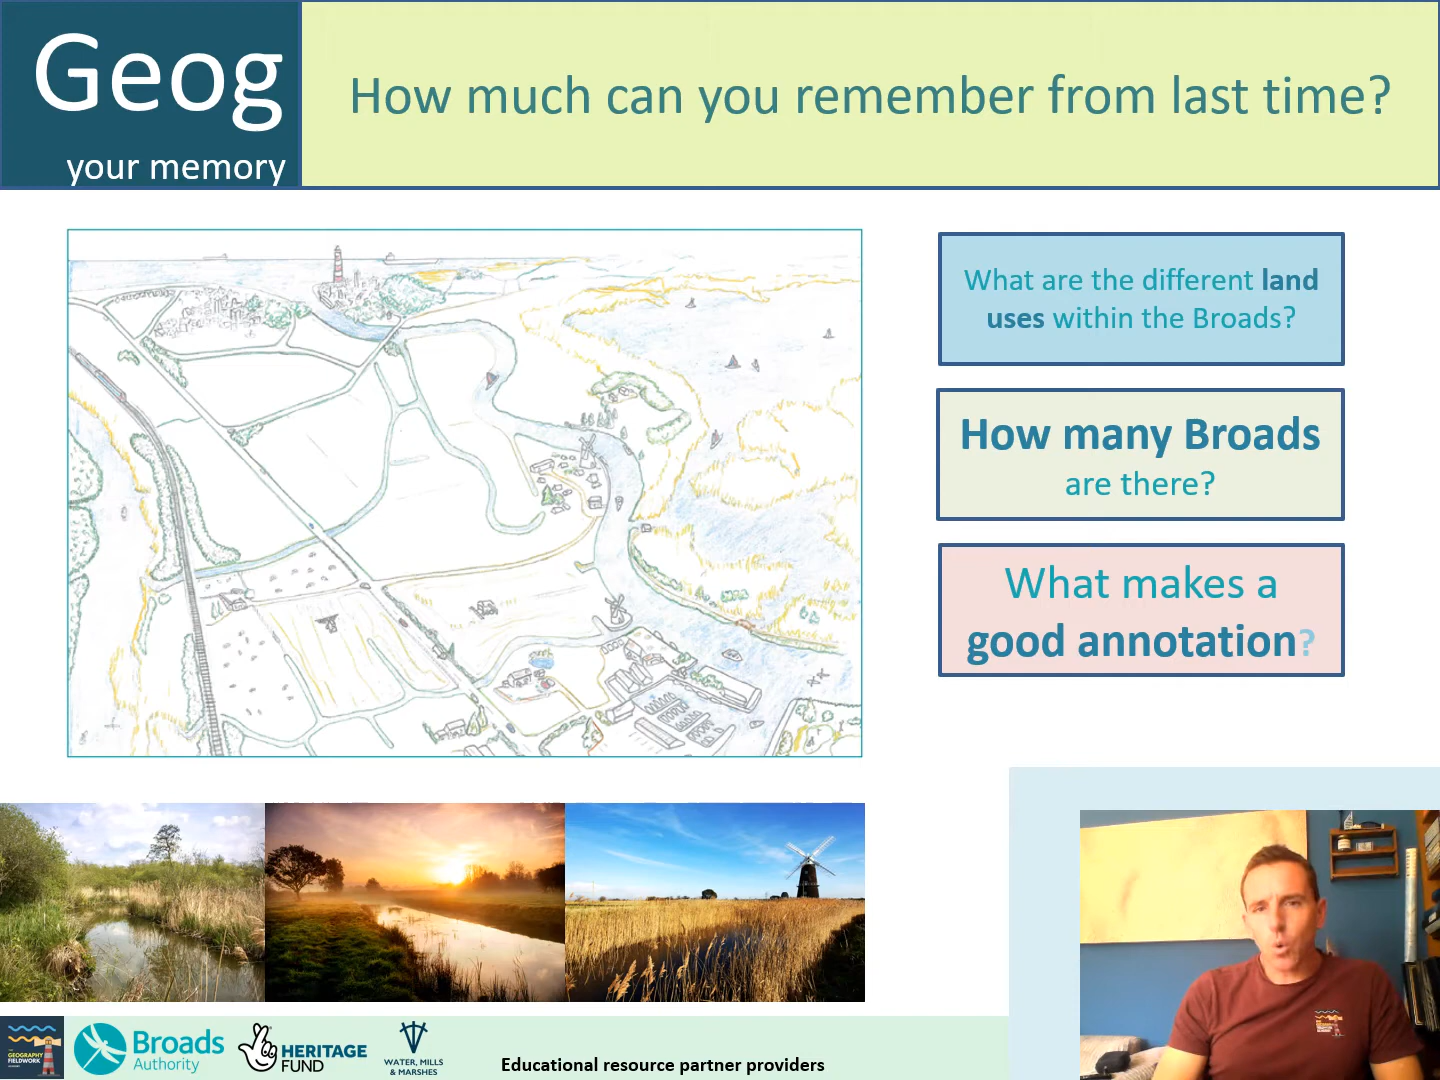 Geog
your memory
How much can you remember from last time?
What are the different land
uses within the Broads?
How many Broads
are there?
What makes a
good annotation?
GEOGRAPHY
FIELDWORK
Broads
Authority
HERITAGE
FUND
WATER, MILLS
& MARSHES
Educational resource partner providers